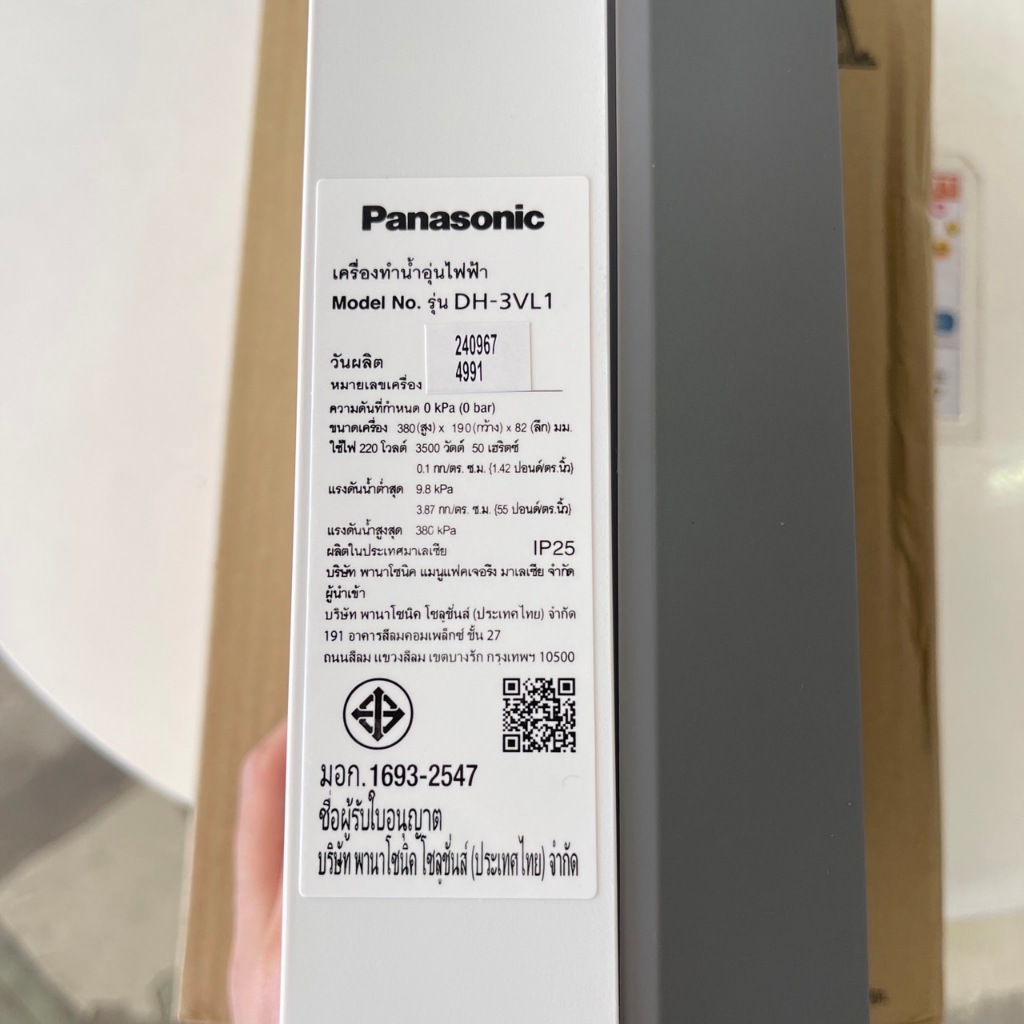 Panasonic
เครื่องทำน้ำอุ่นไฟฟ้า
Model No. รุ่น DH-3VL1
วันผลิต 240967
หมายเลขเครื่อง 4991
ความดันที่กำหนด 0 kPa (0 bar)
ขนาดเครื่อง 380(สูง) x 190(กว้าง) x 82 (ลึก) มม.
ใช้ไฟ 220 โวลต์ 3500 วัตต์ 50 เฮิรตซ์
0.1 กก/ตร. ซ.ม. {1.42 ปอนด์/ตร.นิ้ว}
แรงดันน้ำต่ำสุด 9.8 kPa
3.87 กก/ตร. ซ.ม. {55 ปอนด์/ตร.นิ้ว}
แรงดันน้ำสูงสุด 380 kPa
ผลิตในประเทศมาเลเซีย IP25
บริษัท พานาโซนิค แมนูแฟคเจอริง มาเลเซีย จำกัด
ผู้นำเข้า
บริษัท พานาโซนิค โซลูชั่นส์ (ประเทศไทย) จำกัด
191 อาคารสีลมคอมเพล็กซ์ ชั้น 27
ถนนสีลม แขวงสีลม เขตบางรัก กรุงเทพฯ 10500
มอก.1693-2547
ชื่อผู้รับใบอนุญาต
บริษัท พานาโซนิค โซลูชั่นส์ (ประเทศไทย) จำกัด